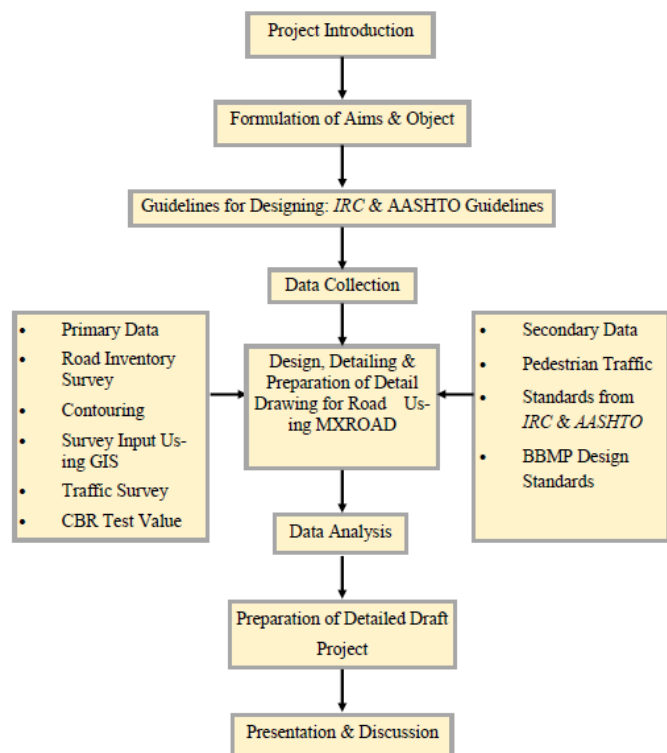 Project Introduction
Formulation of Aims & Object
Guidelines for Designing: IRC & AASHTO Guidelines
Data Collection
• Primary Data
• Road Inventory
Survey
• Contouring
• Survey Input Us-
ing GIS
• Traffic Survey
• CBR Test Value
Design, Detailing &
Preparation of Detail
Drawing for Road Us-
ing MXROAD
• Secondary Data
• Pedestrian Traffic
• Standards from
IRC & AASHTO
• BBMP Design
Standards
Data Analysis
Preparation of Detailed Draft
Project
Presentation & Discussion